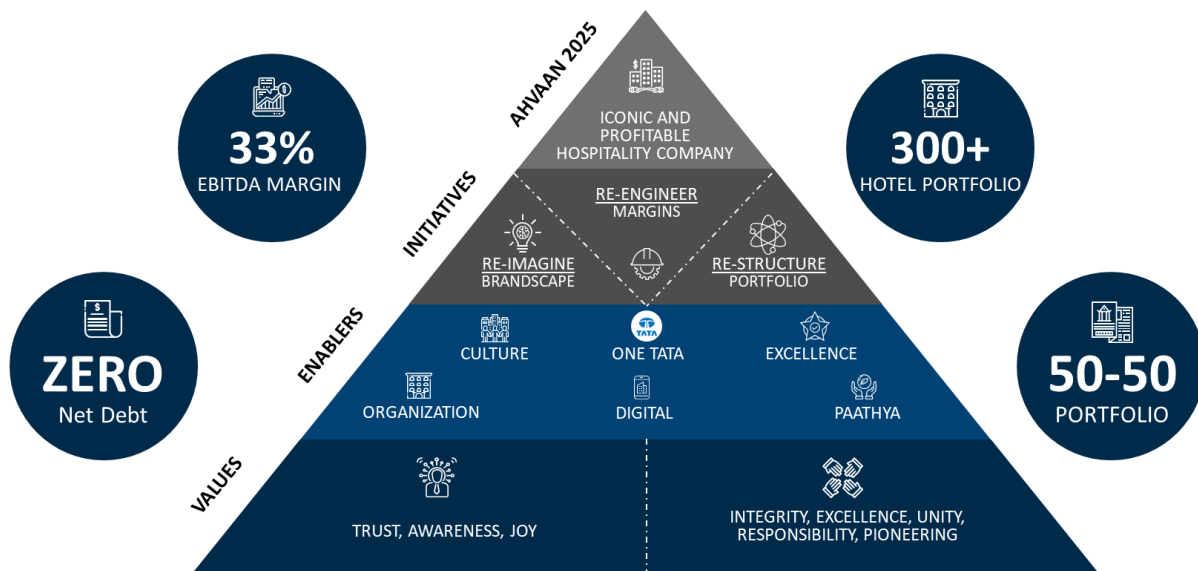 AHVAAN 2025
ICONIC AND
PROFITABLE
HOSPITALITY COMPANY
33%
EBITDA MARGIN
300+
HOTEL PORTFOLIO
INITIATIVES
RE-ENGINEER
MARGINS
RE-IMAGINE
BRANDSCAPE
RE-STRUCTURE
PORTFOLIO
ZERO
Net Debt
50-50
PORTFOLIO
ENABLERS
TATA
CULTURE
ONE TATA
EXCELLENCE
ORGANIZATION
DIGITAL
PAATHYA
VALUES
TRUST, AWARENESS, JOY
INTEGRITY, EXCELLENCE, UNITY,
RESPONSIBILITY, PIONEERING